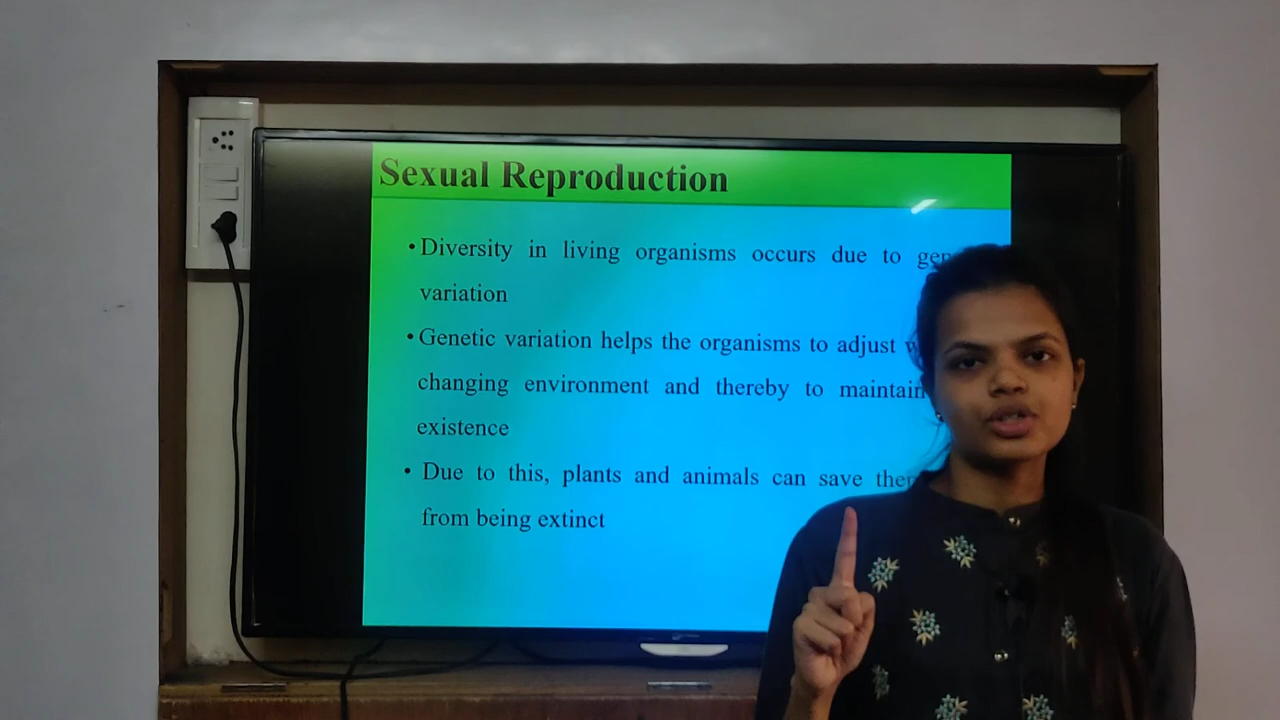 Sexual Reproduction
• Diversity in living organisms occurs due to
variation
• Genetic variation helps the organisms to adjust
changing environment and thereby to maintain
existence
• Due to this, plants and animals can save
from being extinct